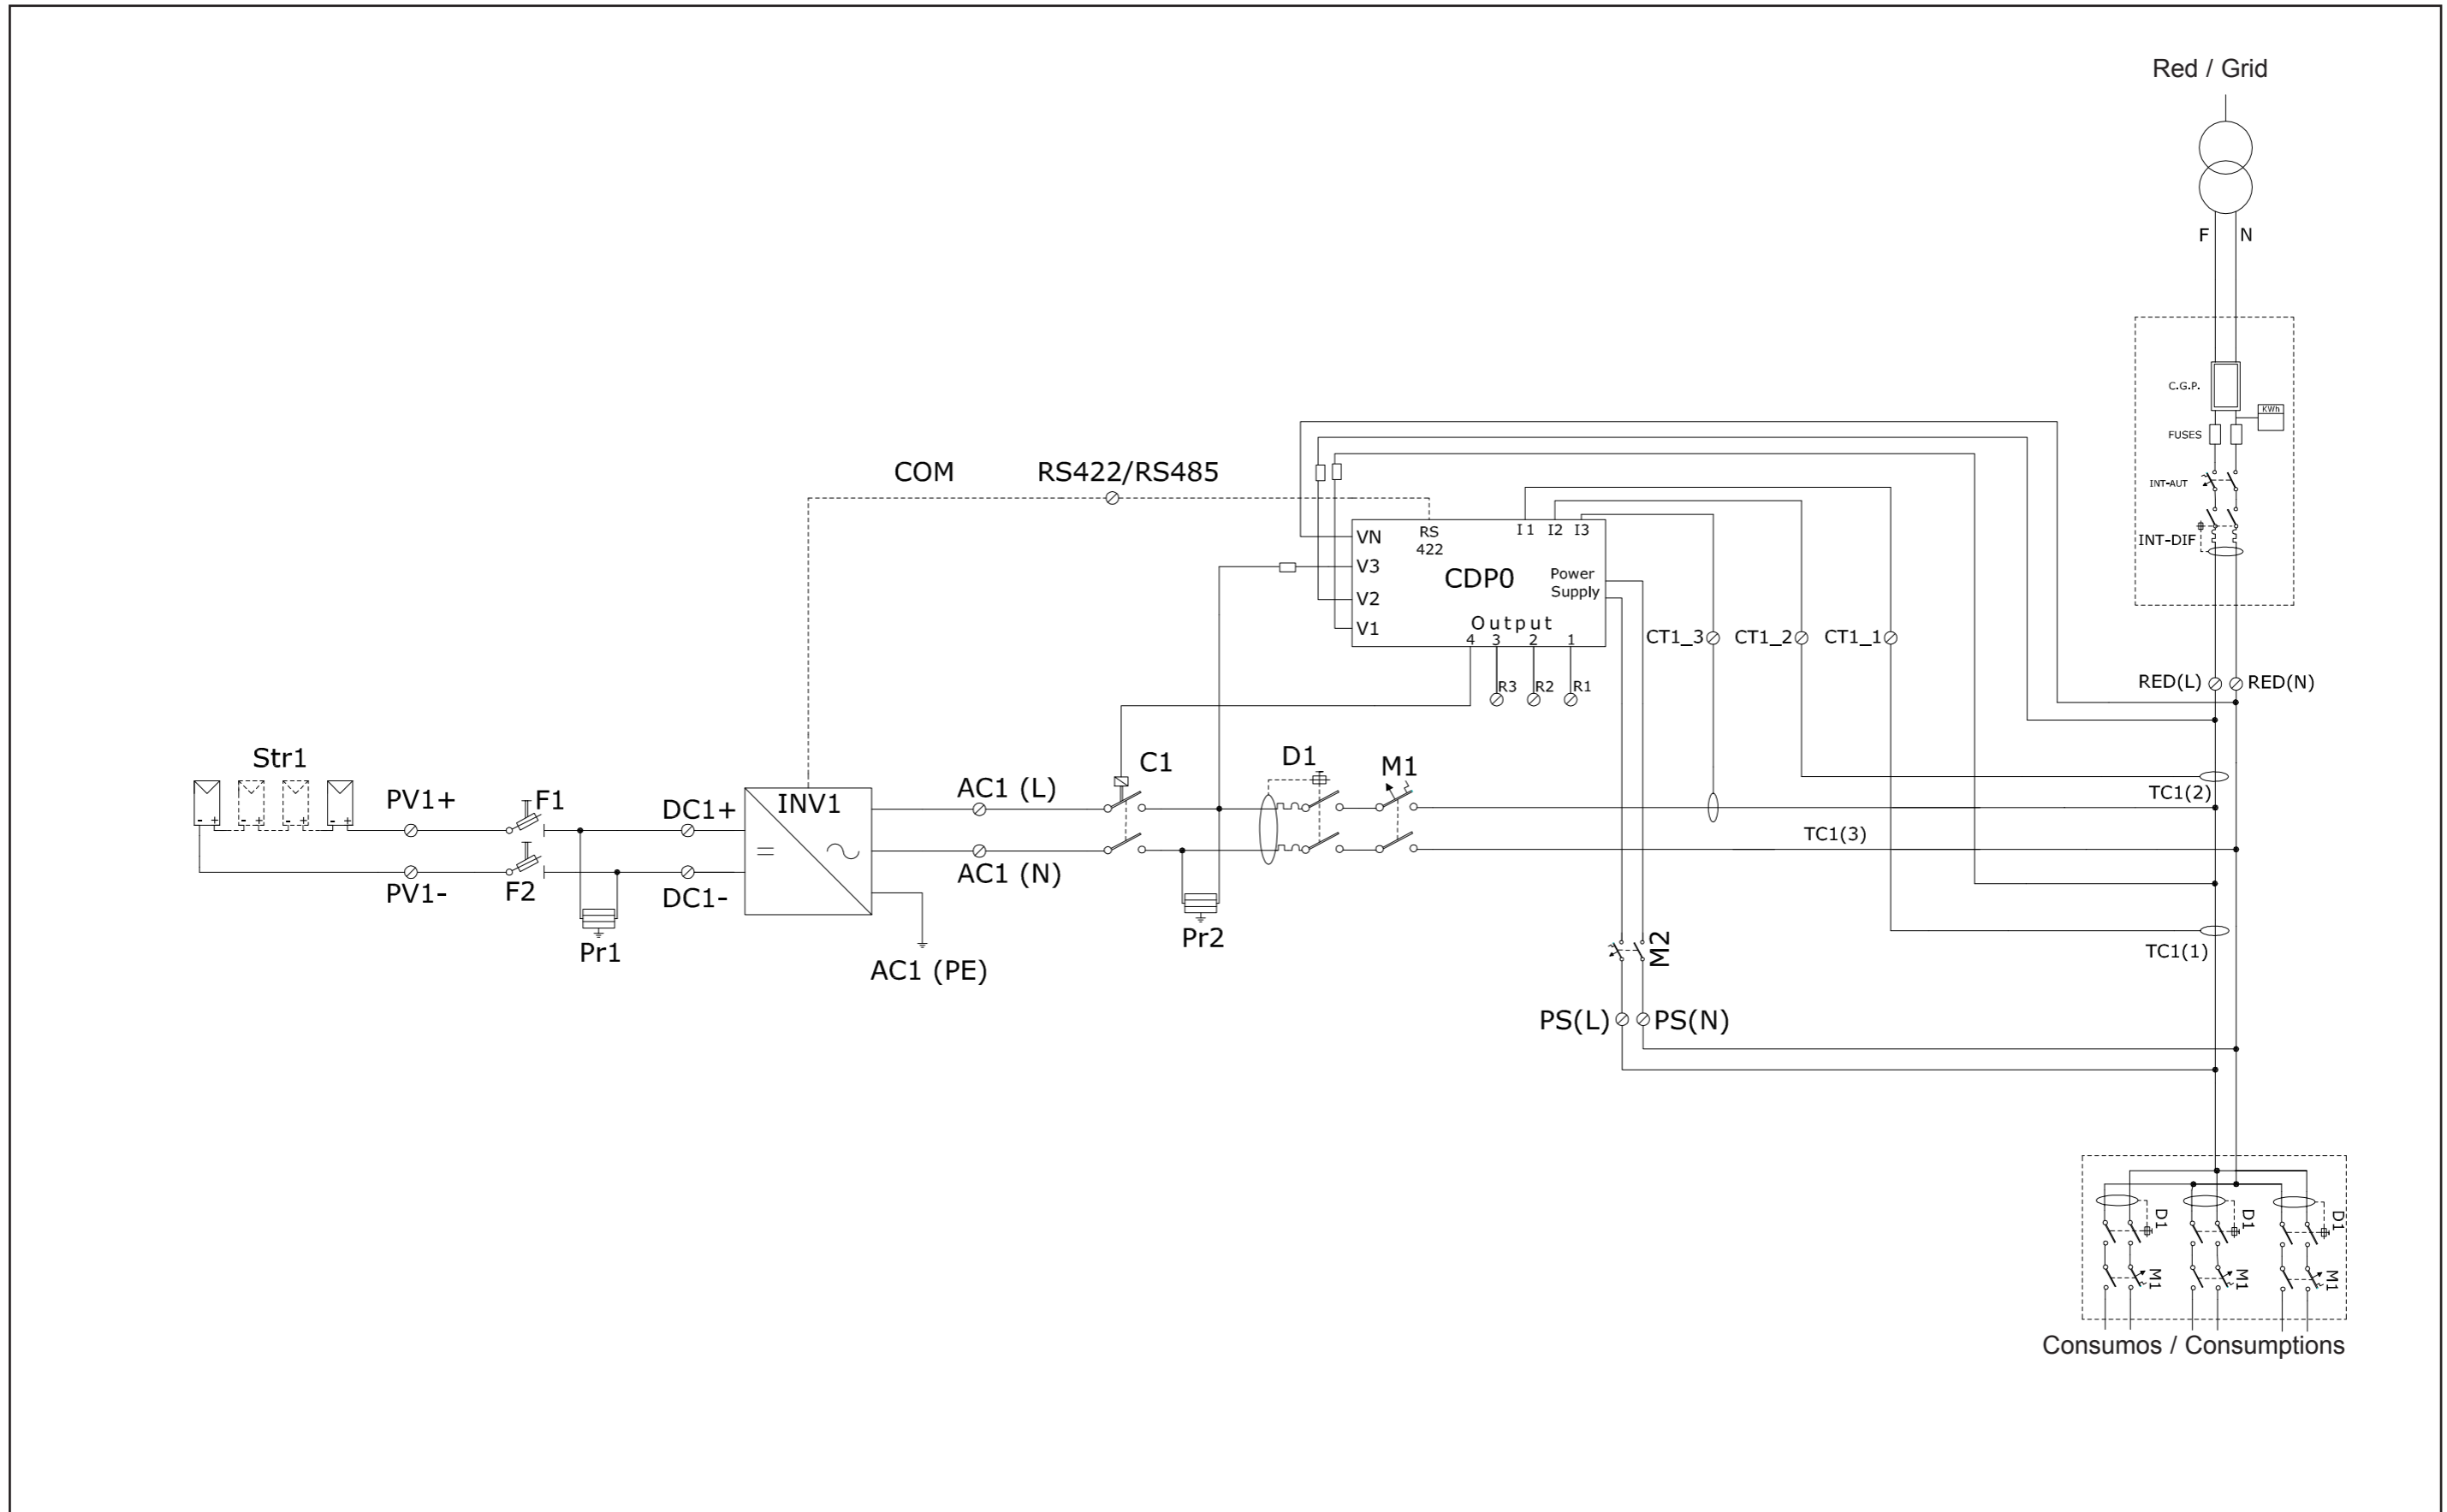 Red / Grid
F N
C.G.P.
KWh
FUSES
INT-AUT
INT-DIF
COM RS422/RS485
VN
RS
422
I1 I2 I3
V3
CDP0
Power
Supply
V2
V1
Output
4 3 2 1
CT1_3 CT1_2 CT1_1
R3 R2 R1
RED(L) RED(N)
Str1
- + - + - + - +
PV1+
F1
DC1+
INV1
AC1 (L)
C1
D1
M1
TC1(2)
TC1(3)
PV1-
F2
DC1-
AC1 (N)
Pr1
Pr2
AC1 (PE)
M2
TC1(1)
PS(L) PS(N)
D1 D1 D1
M1 M1 M1
Consumos / Consumptions